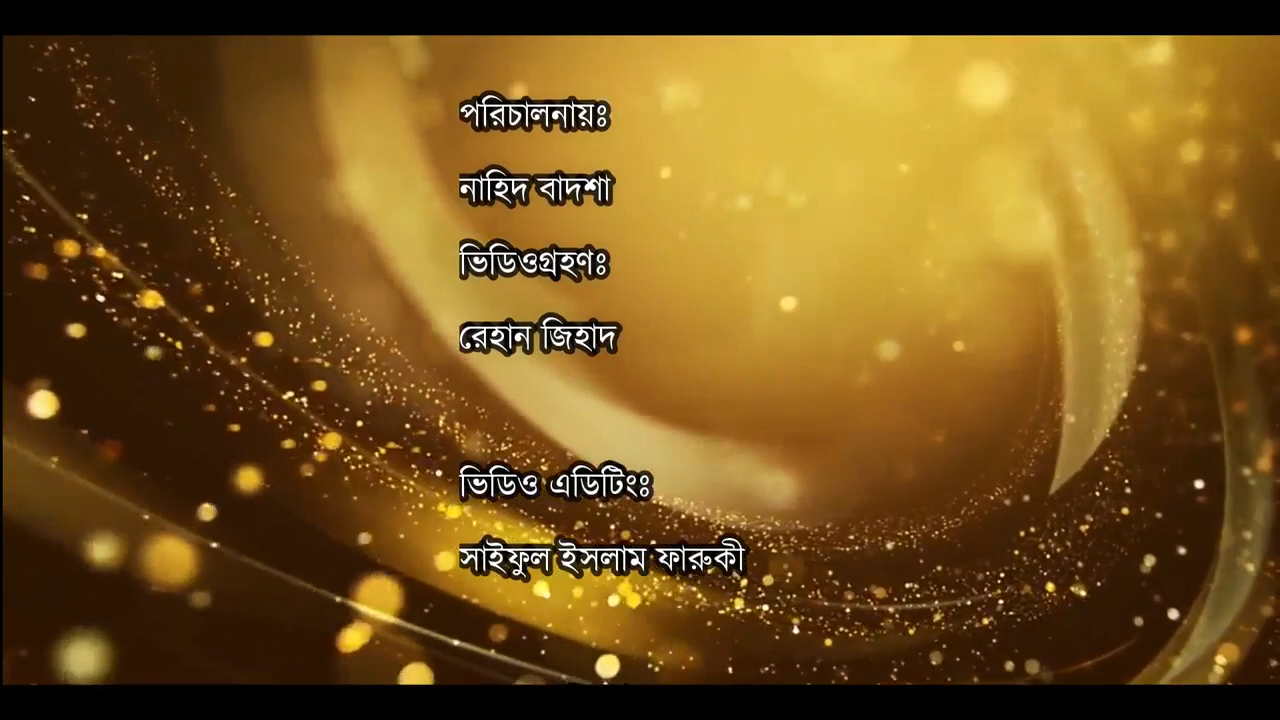 পরিচালনায়ঃ
নাহিদ বাদশা
ভিডিওগ্রহণঃ
রেহান জিহাদ
ভিডিও এডিটিংঃ
সাইফুল ইসলাম ফারুকী